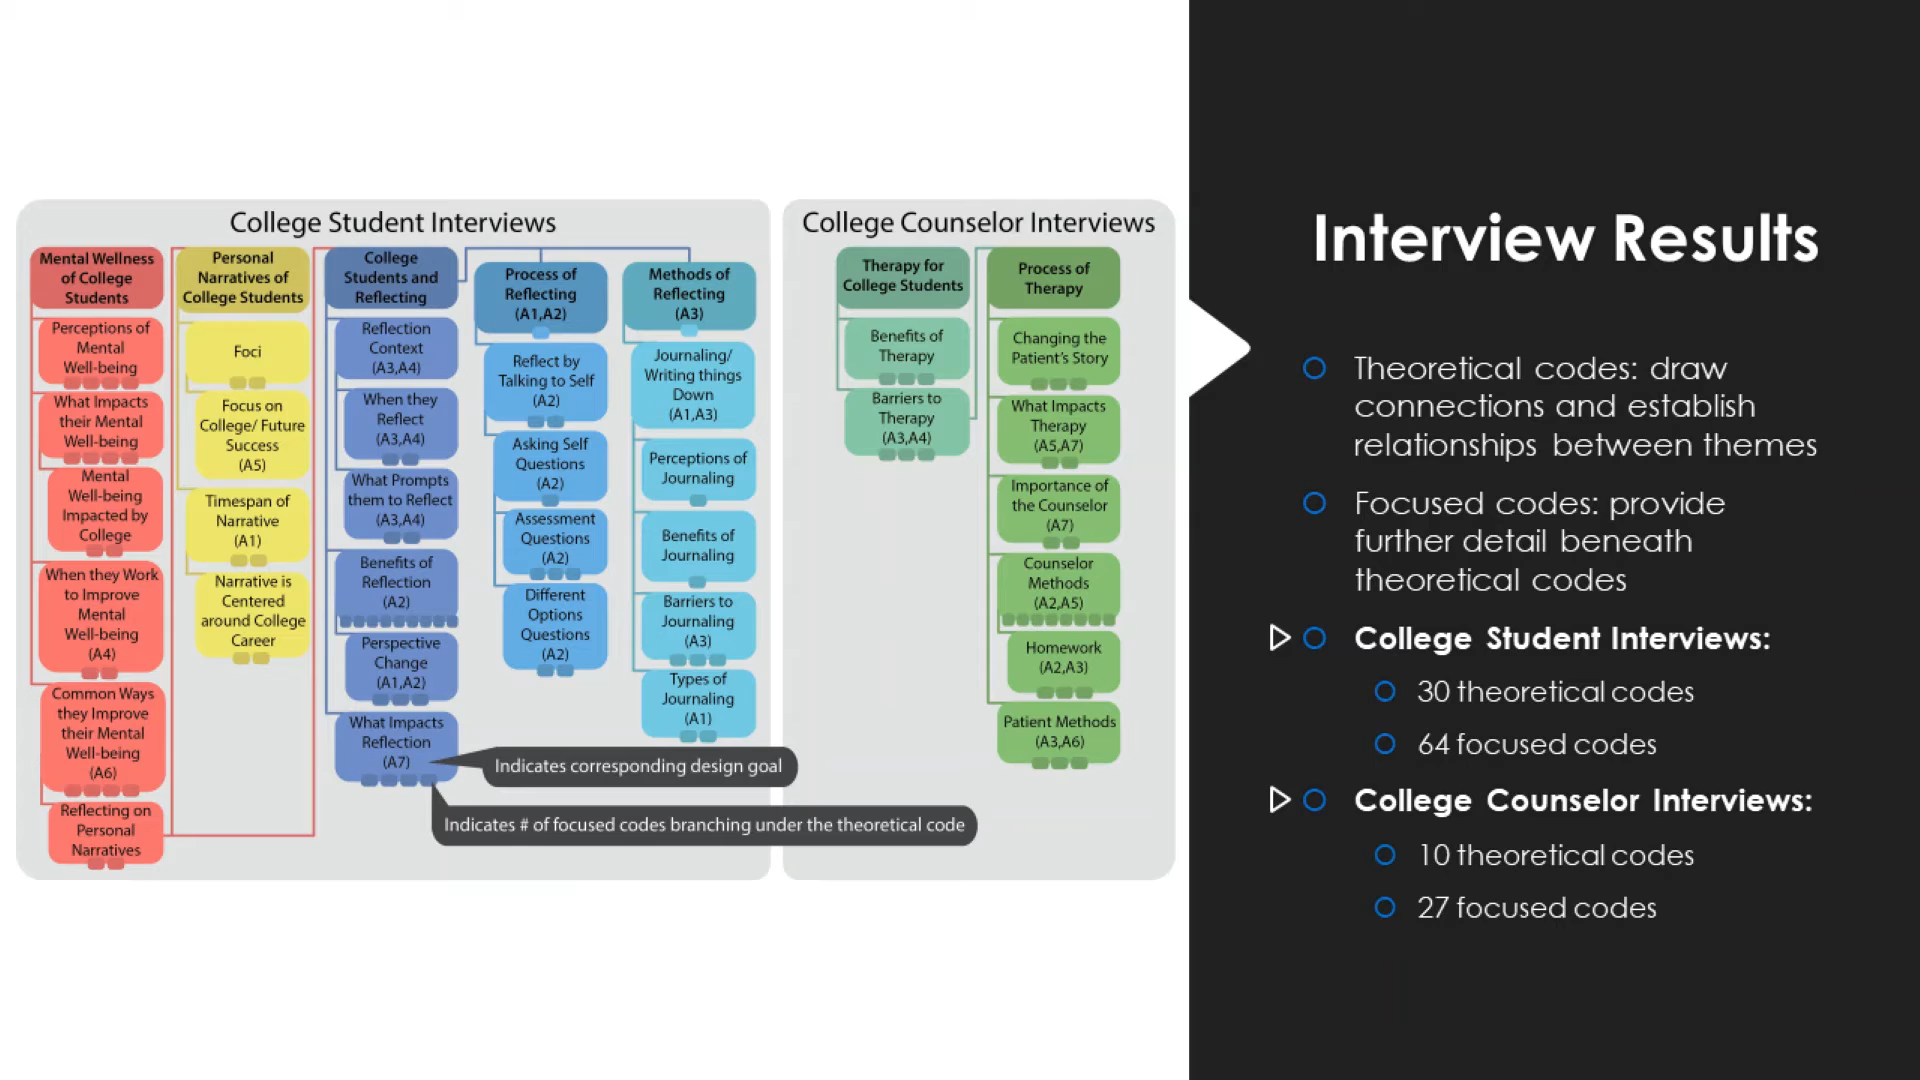 College Student Interviews
Mental Wellness
of College
Students
Perceptions of
Mental
Well-being
What Impacts
their Mental
Well-being
Mental
Well-being
Impacted by
College
When they Work
to Improve
Mental
Well-being
(A4)
Common Ways
they Improve
their Mental
Well-being
(A6)
Reflecting on
Personal
Narratives
Personal
Narratives of
College Students
Foci
Focus on
College/ Future
Success
(A5)
Timespan of
Narrative
(A1)
Narrative is
Centered
around College
Career
College
Students and
Reflecting
Reflection
Context
(A3,A4)
When they
Reflect
(A3,A4)
What Prompts
them to Reflect
(A3,A4)
Benefits of
Reflection
(A2)
Perspective
Change
(A1,A2)
What Impacts
Reflection
(A7)
Process of
Reflecting
(A1,A2)
Reflect by
Talking to Self
(A2)
Asking Self
Questions
(A2)
Assessment
Questions
(A2)
Different
Options
Questions
(A2)
Methods of
Reflecting
(A3)
Journaling/
Writing things
Down
(A1,A3)
Perceptions of
Journaling
Benefits of
Journaling
Barriers to
Journaling
(A3)
Types of
Journaling
(A1)
Indicates corresponding design goal
Indicates # of focused codes branching under the theoretical code
College Counselor Interviews
Therapy for
College Students
Benefits of
Therapy
Barriers to
Therapy
(A3,A4)
Process of
Therapy
Changing the
Patient's Story
What Impacts
Therapy
(A5,A7)
Importance of
the Counselor
(A7)
Counselor
Methods
(A2,A5)
Homework
(A2,A3)
Patient Methods
(A3,A6)
Interview Results
Theoretical codes: draw
connections and establish
relationships between themes
Focused codes: provide
further detail beneath
theoretical codes
College Student Interviews:
30 theoretical codes
64 focused codes
College Counselor Interviews:
10 theoretical codes
27 focused codes